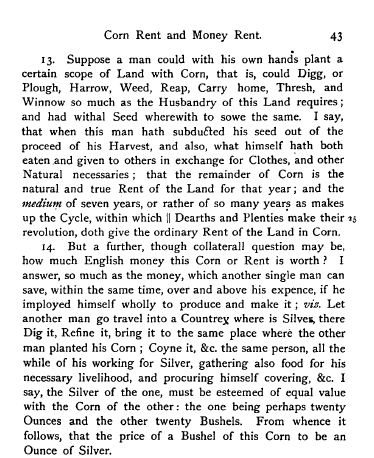 Corn Rent and Money Rent. 43
13. Suppose a man could with his own hands plant a
certain scope of Land with Corn, that is, could Digg, or
Plough, Harrow, Weed, Reap, Carry home, Thresh, and
Winnow so much as the Husbandry of this Land requires;
and had withal Seed wherewith to sowe the same. I say,
that when this man hath subducted his seed out of the
proceed of his Harvest, and also, what himself hath both
eaten and given to others in exchange for Clothes, and other
Natural necessaries; that the remainder of Corn is the
natural and true Rent of the Land for that year; and the
medium of seven years, or rather of so many years as makes
up the Cycle, within which || Dearths and Plenties make their 25
revolution, doth give the ordinary Rent of the Land in Corn.
14. But a further, though collaterall question may be,
how much English money this Corn or Rent is worth? I
answer, so much as the money, which another single man can
save, within the same time, over and above his expence, if he
imployed himself wholly to produce and make it; viz. Let
another man go travel into a Countrey where is Silver, there
Dig it, Refine it, bring it to the same place where the other
man planted his Corn; Coyne it, &c. the same person, all the
while of his working for Silver, gathering also food for his
necessary livelihood, and procuring himself covering, &c. I
say, the Silver of the one, must be esteemed of equal value
with the Corn of the other: the one being perhaps twenty
Ounces and the other twenty Bushels. From whence it
follows, that the price of a Bushel of this Corn to be an
Ounce of Silver.